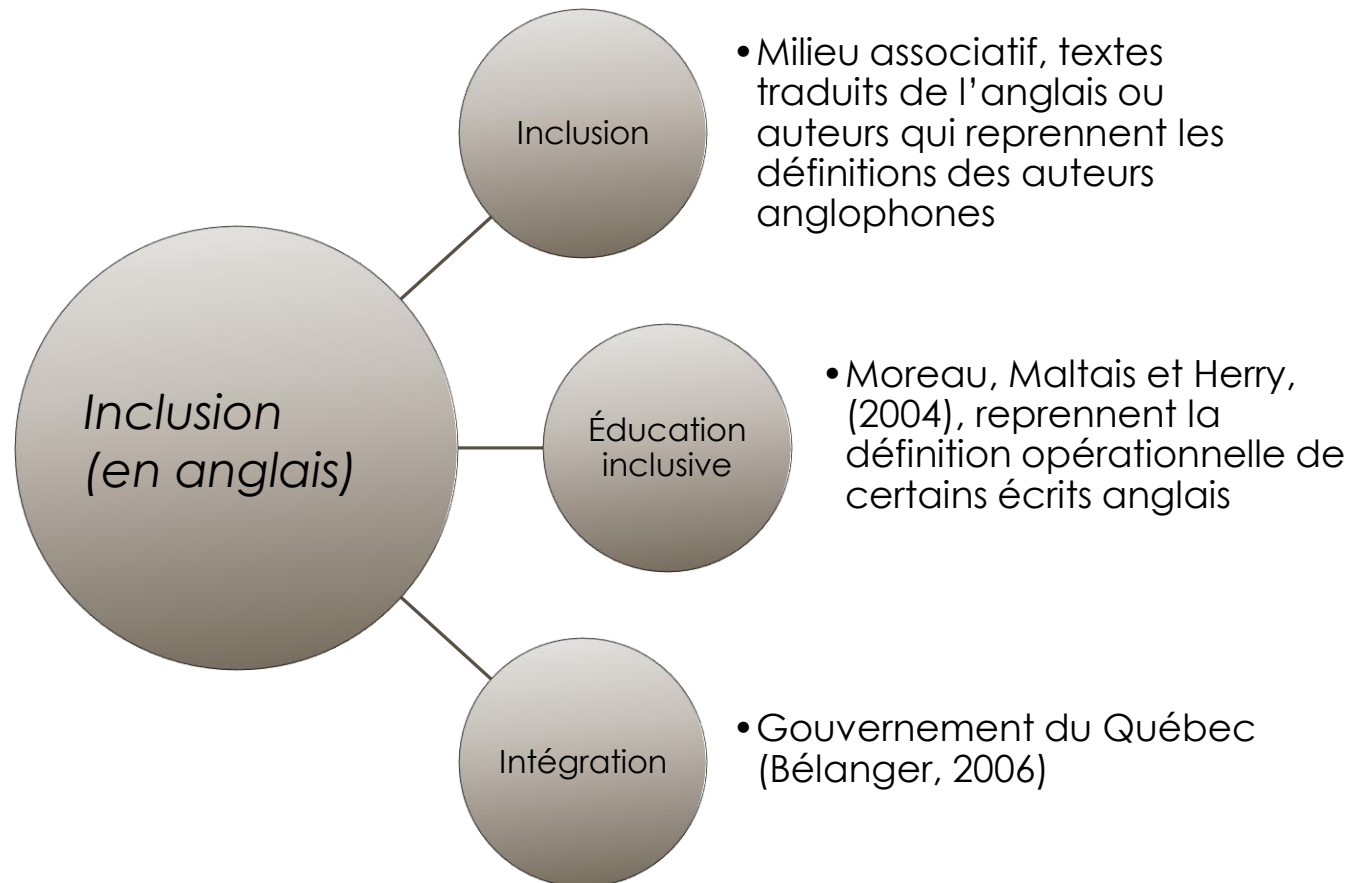 Inclusion
•Milieu associatif, textes
traduits de l’anglais ou
auteurs qui reprennent les
définitions des auteurs
anglophones
Inclusion
(en anglais)
Éducation
inclusive
•Moreau, Maltais et Herry,
(2004), reprennent la
définition opérationnelle de
certains écrits anglais
Intégration
•Gouvernement du Québec
(Bélanger, 2006)